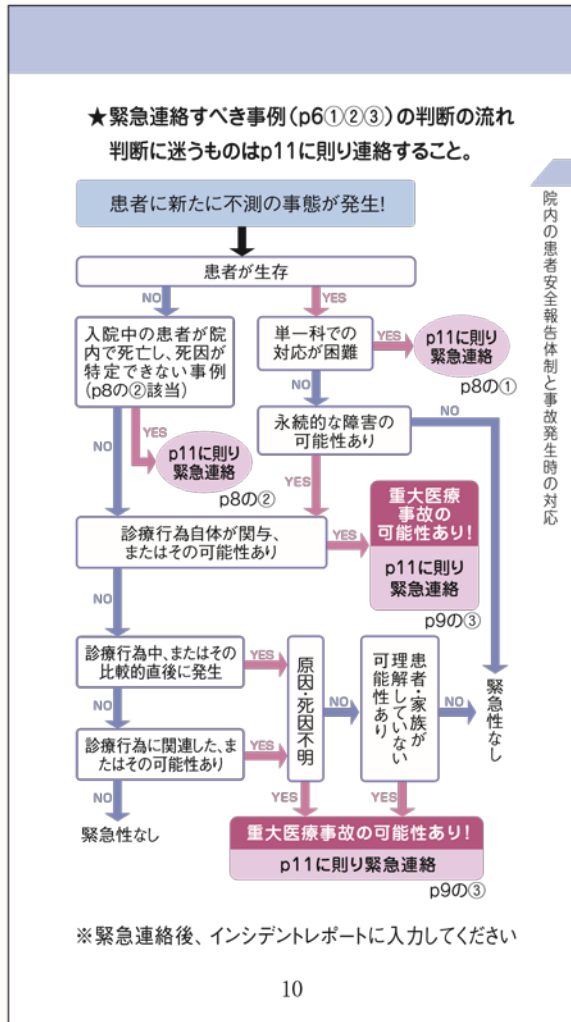 ★緊急連絡すべき事例(p6①②③)の判断の流れ
判断に迷うものはp11に則り連絡すること。
院内の患者安全報告体制と事故発生時の対応
患者に新たに不測の事態が発生!
患者が生存
NO
YES
入院中の患者が院
内で死亡し、死因が
特定できない事例
(p8の②該当)
単一科での
対応が困難
YES
p11に則り
緊急連絡
p8の①
NO
永続的な障害の
可能性あり
NO
NO
YES
p11に則り
緊急連絡
p8の②
YES
診療行為自体が関与、
またはその可能性あり
YES
重大医療
事故の
可能性あり!
p11に則り
緊急連絡
p9の③
NO
診療行為中、またはその
比較的直後に発生
YES
原因・死因不明
NO
患者・家族が
理解していない
可能性あり
NO
緊急性なし
NO
診療行為に関連した、ま
たはその可能性あり
YES
NO
緊急性なし
YES
YES
重大医療事故の可能性あり!
p11に則り緊急連絡
p9の③
※緊急連絡後、インシデントレポートに入力してください
10